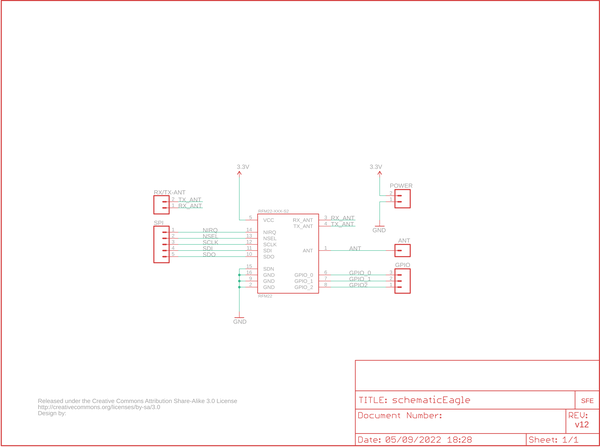 3.3V
3.3V
RX/TX-ANT
POWER
2 TX_ANT
1 RX_ANT
2
1
RFM22-XX4-S2
SPI
5 VCC
RX_ANT 3 RX_ANT
TX_ANT 4 TX_ANT
GND
1 NIRQ 14 NIRQ
2 NSEL 13 NSEL
3 SCLK 12 SCLK
4 SDI 11 SDI
5 SDO 10 SDO
ANT
ANT 1 ANT
GPIO
15 SDN
16 GND
9 GND
2 GND
GPIO_0 6 GPIO_0 3
GPIO_1 7 GPIO_1 2
GPIO_2 8 GPIO2 1
RFM22
GND
Released under the Creative Commons Attribution Share-Alike 3.0 License
http://creativecommons.org/licenses/by-sa/3.0
Design by:
TITLE: schematicEagle
SFE
Document Number:
REV:
v12
Date: 05/09/2022 18:28
Sheet: 1/1